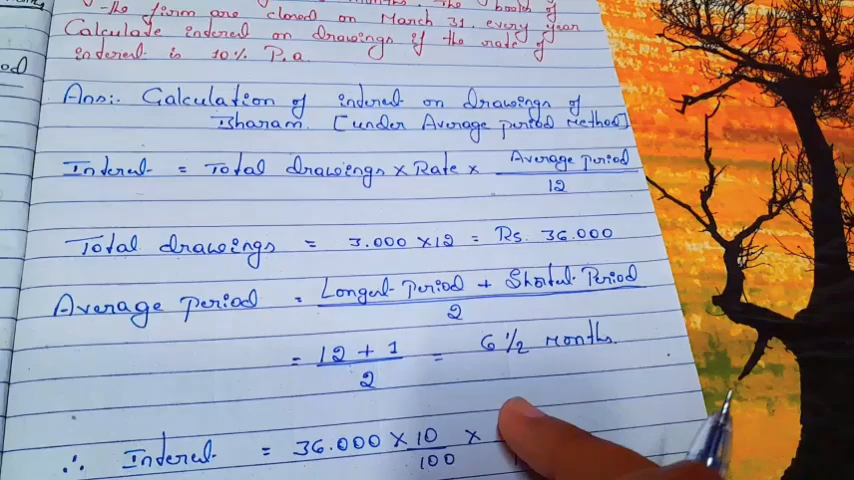 the firm are closed on March 31. every year
Calculate interest on drawings if the rate of
interest is 10% P.a.
Ans:- Calculation of interest on drawings of
Dharam. [under Average period Method]
Interest = Total drawings × Rate × Average period / 12
Total drawings = 3.000 × 12 = Rs. 36.000
Average period = Longest Period + Shortest Period / 2
= 12 + 1 / 2 = 6 1/2 Months.
∴ Interest = 36.000 × 10 / 100 ×